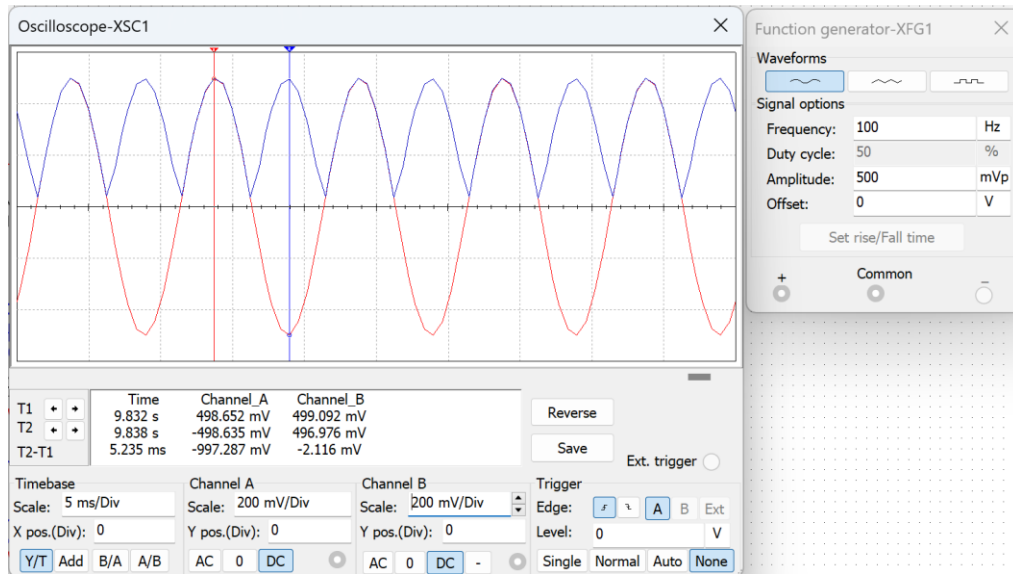 Oscilloscope-XSC1
Time Channel_A Channel_B
T1 9.832 s 498.652 mV 499.092 mV
T2 9.838 s -498.635 mV 496.976 mV
T2-T1 5.235 ms -997.287 mV -2.116 mV
Reverse
Save
Ext. trigger
Timebase
Scale: 5 ms/Div
X pos.(Div): 0
Y/T Add B/A A/B
Channel A
Scale: 200 mV/Div
Y pos.(Div): 0
AC 0 DC
Channel B
Scale: 200 mV/Div
Y pos.(Div): 0
AC 0 DC -
Trigger
Edge: A B Ext
Level: 0 V
Single Normal Auto None
Function generator-XFG1
Waveforms
Signal options
Frequency: 100 Hz
Duty cycle: 50 %
Amplitude: 500 mVp
Offset: 0 V
Set rise/Fall time
+ Common –